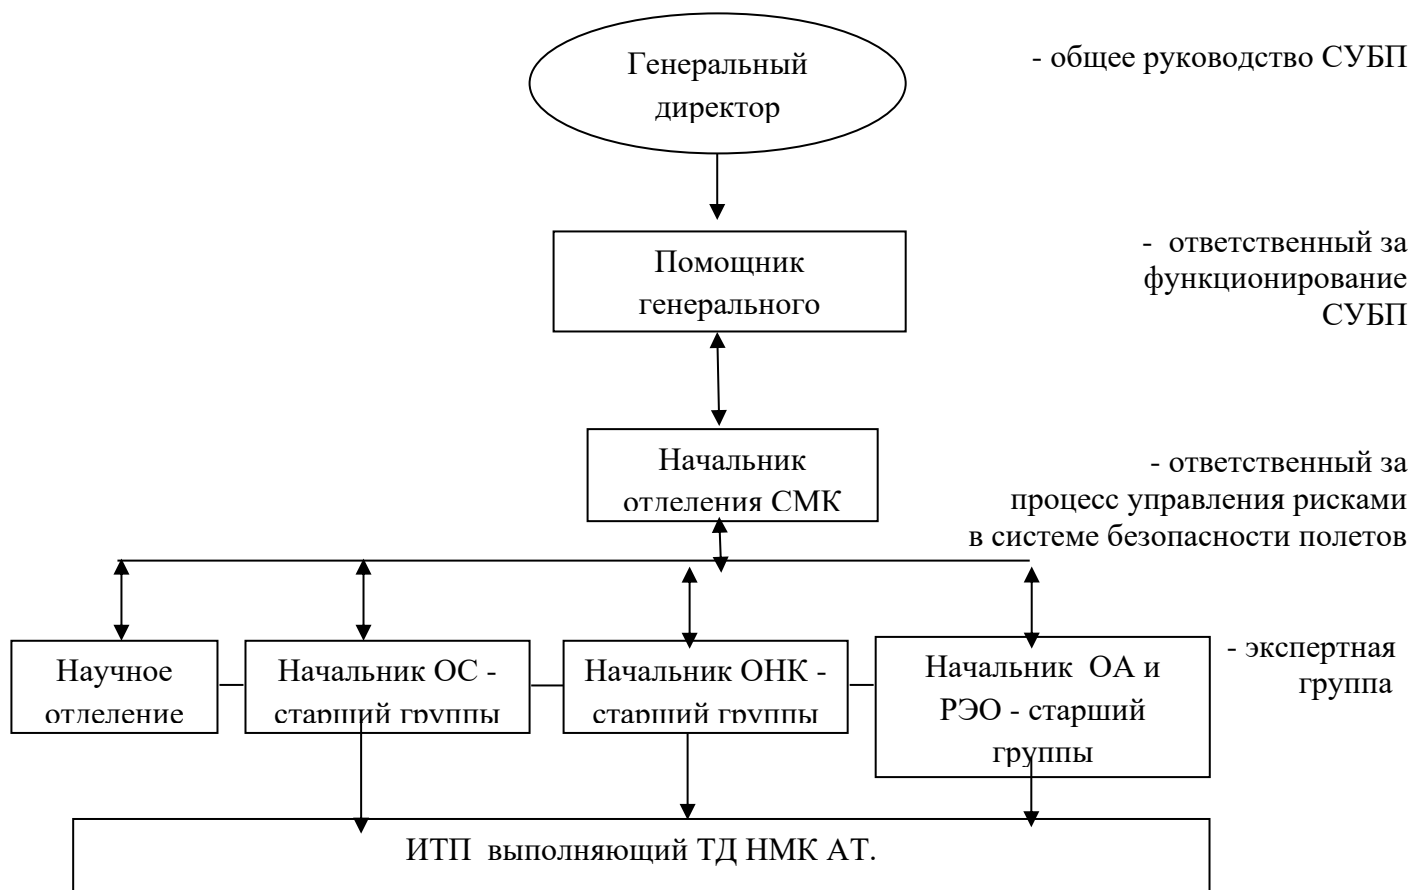 Генеральный
директор
- общее руководство СУБП
Помощник
генерального
- ответственный за
функционирование
СУБП
Начальник
отделения СМК
- ответственный за
процесс управления рисками
в системе безопасности полетов
Научное
отделение
Начальник ОС -
старший группы
Начальник ОНК -
старший группы
Начальник ОА и
РЭО - старший
группы
- экспертная
группа
ИТП выполняющий ТД НМК АТ.